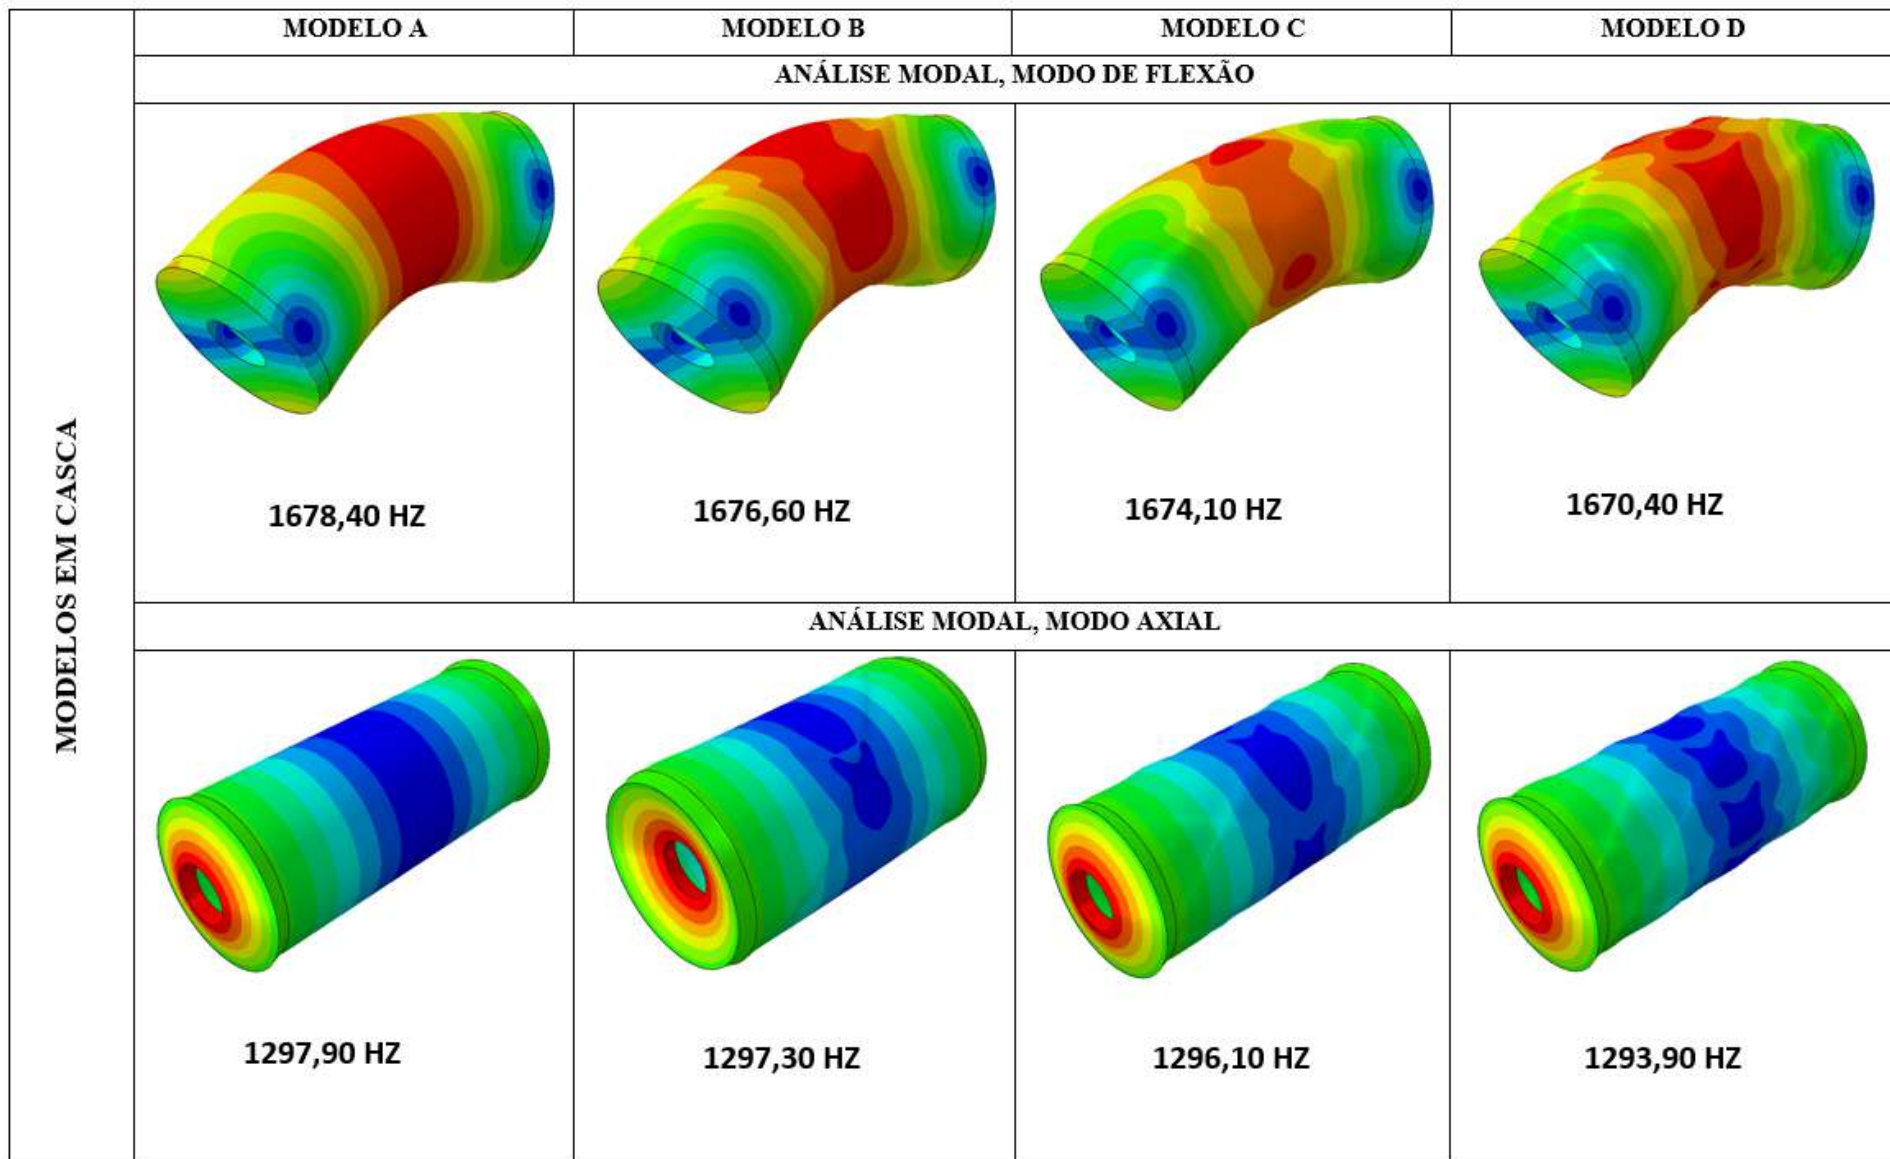 MODELO A
MODELO B
MODELO C
MODELO D
ANÁLISE MODAL, MODO DE FLEXÃO
MODELOS EM CASCA
1678,40 HZ
1676,60 HZ
1674,10 HZ
1670,40 HZ
ANÁLISE MODAL, MODO AXIAL
1297,90 HZ
1297,30 HZ
1296,10 HZ
1293,90 HZ